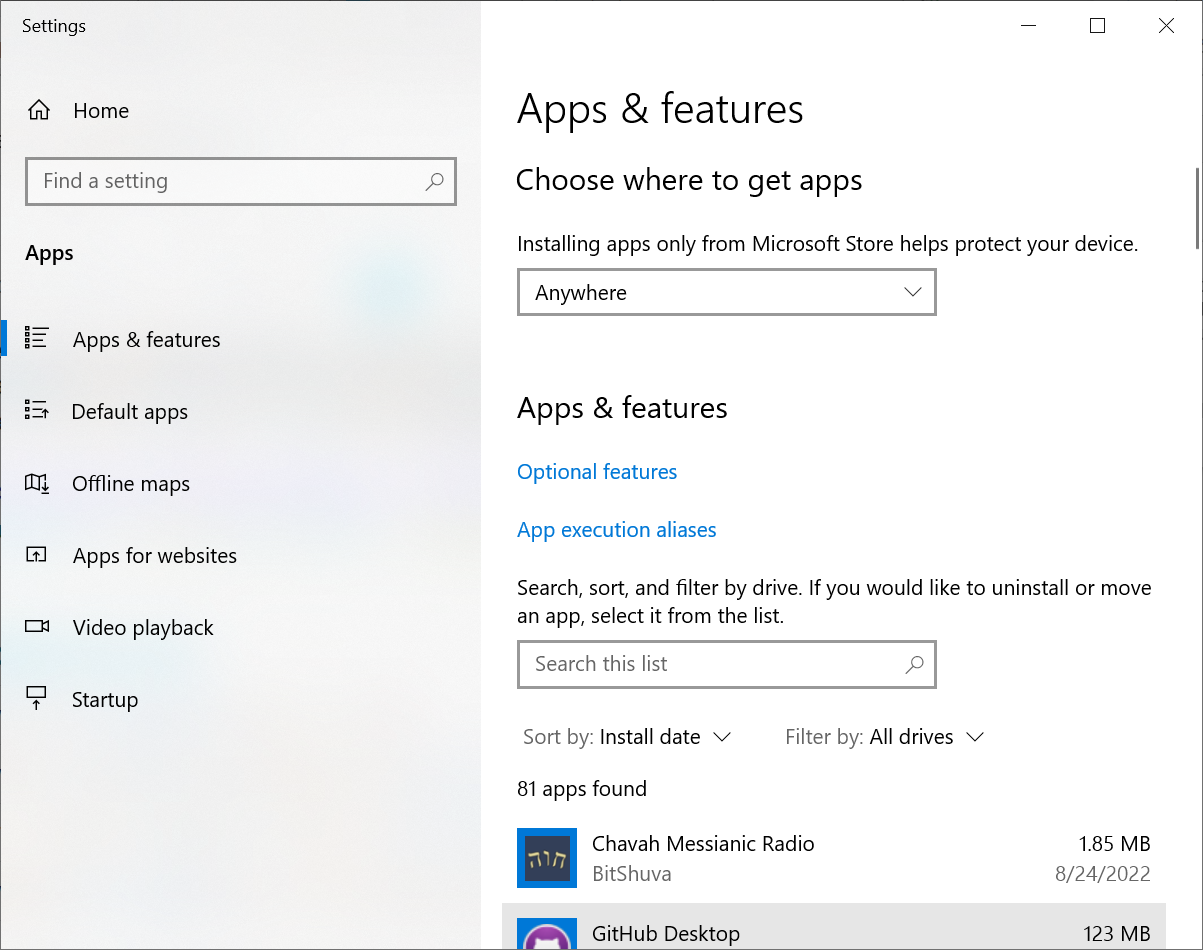 Settings
Home
Find a setting
Apps
Apps & features
Default apps
Offline maps
Apps for websites
Video playback
Startup
Apps & features
Choose where to get apps
Installing apps only from Microsoft Store helps protect your device.
Anywhere
Apps & features
Optional features
App execution aliases
Search, sort, and filter by drive. If you would like to uninstall or move
an app, select it from the list.
Search this list
Sort by: Install date Filter by: All drives
81 apps found
חוה
Chavah Messianic Radio 1.85 MB
BitShuva 8/24/2022
GitHub Desktop 123 MB